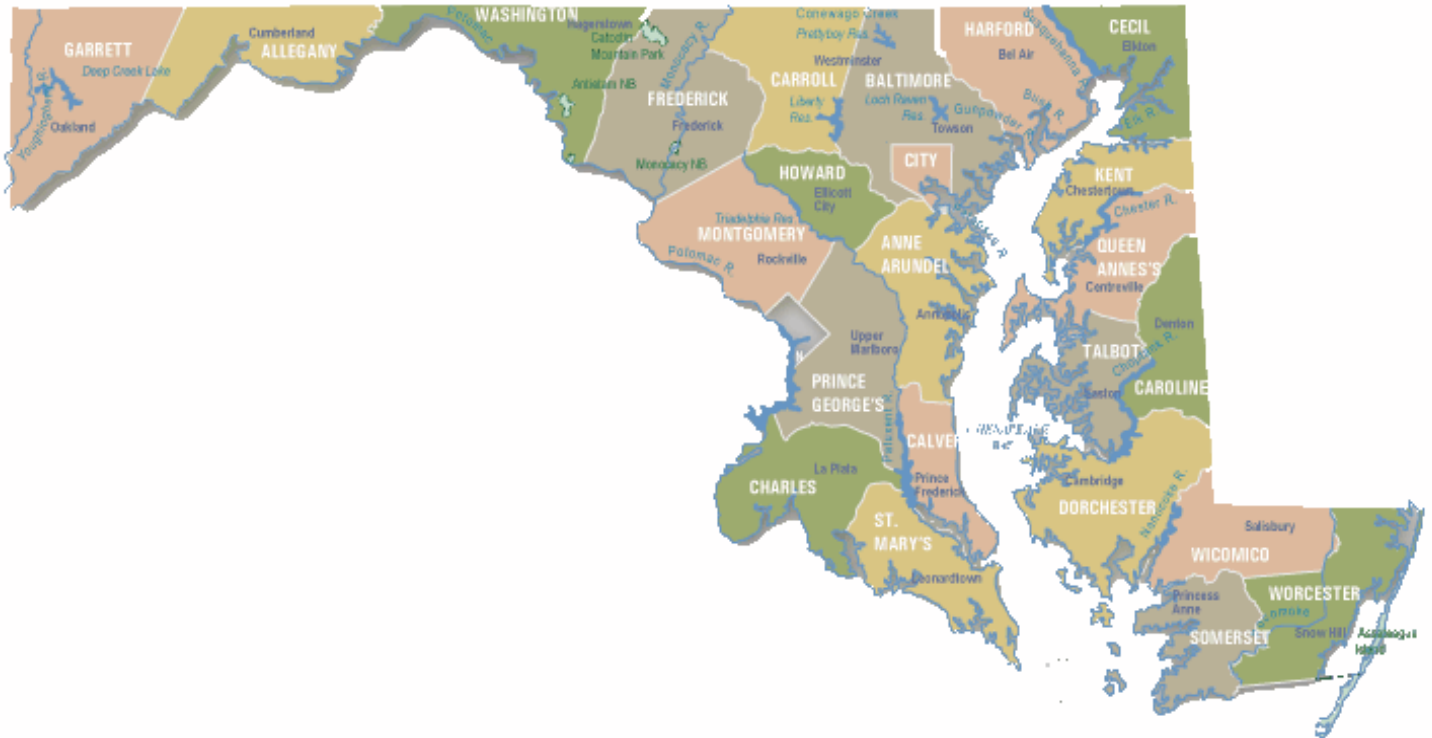 GARRETT
Deep Creek Lake
Youghiogheny R.
Oakland
Cumberland
ALLEGANY
WASHINGTON
Potomac
Hagerstown
Catoctin
Mountain Park
Antietam NB
Monocacy R.
FREDERICK
Frederick
Monocacy NB
Conewago Creek
Prettyboy Res.
Westminster
CARROLL
Liberty
Res.
BALTIMORE
Loch Raven
Res.
Towson
Gunpowder R.
CITY
HARFORD
Bel Air
Susquehanna R.
Bush R.
CECIL
Elkton
Elk R.
KENT
Chestertown
Chester R.
HOWARD
Ellicott
City
Triadelphia Res.
MONTGOMERY
Potomac R.
Rockville
ANNE
ARUNDEL
Annapolis
QUEEN
ANNES'S
Centreville
Denton
TALBOT
Choptank R.
Easton
CAROLINE
N
Upper
Marlboro
PRINCE
GEORGE'S
Patuxent R.
CALVER
Prince
Frederick
La Plata
CHARLES
ST.
MARY'S
Leonardtown
Cambridge
DORCHESTER
Nanticoke R.
Salisbury
WICOMICO
Princess
Anne
SOMERSET
WORCESTER
Snow Hill
Assateague
Island